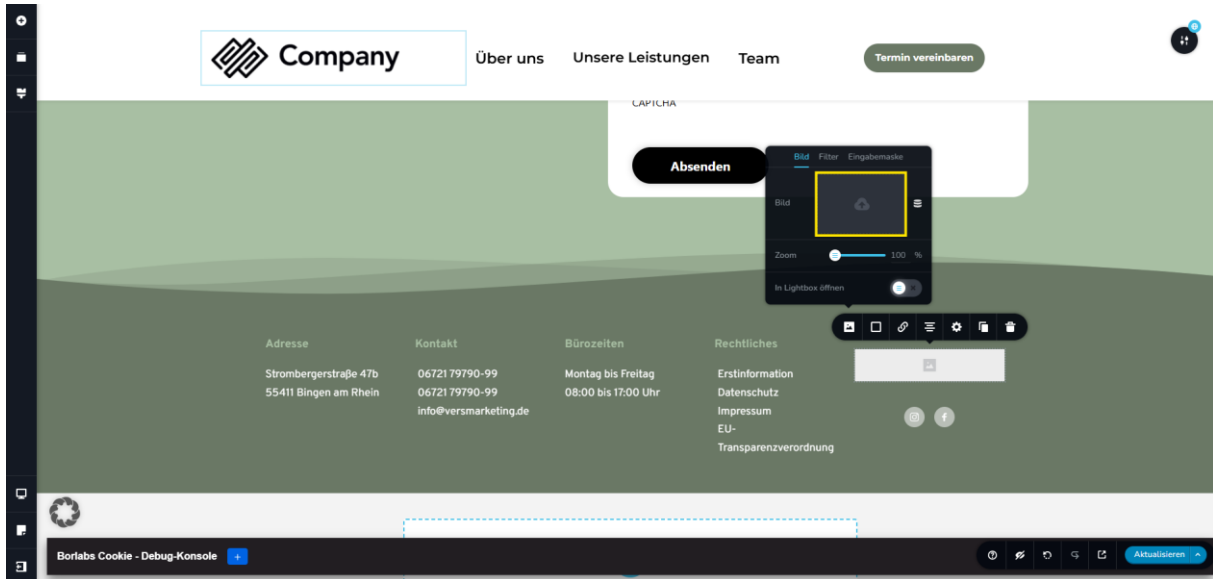 Company
Über uns
Unsere Leistungen
Team
Termin vereinbaren
CAPTCHA
Absenden
Bild Filter Eingabemaske
Bild
Zoom 100 %
In Lightbox öffnen
Adresse
Strombergerstraße 47b
55411 Bingen am Rhein
Kontakt
06721 79790-99
06721 79790-99
info@versmarketing.de
Bürozeiten
Montag bis Freitag
08:00 bis 17:00 Uhr
Rechtliches
Erstinformation
Datenschutz
Impressum
EU-
Transparenzverordnung
Borlabs Cookie - Debug-Konsole
Aktualisieren